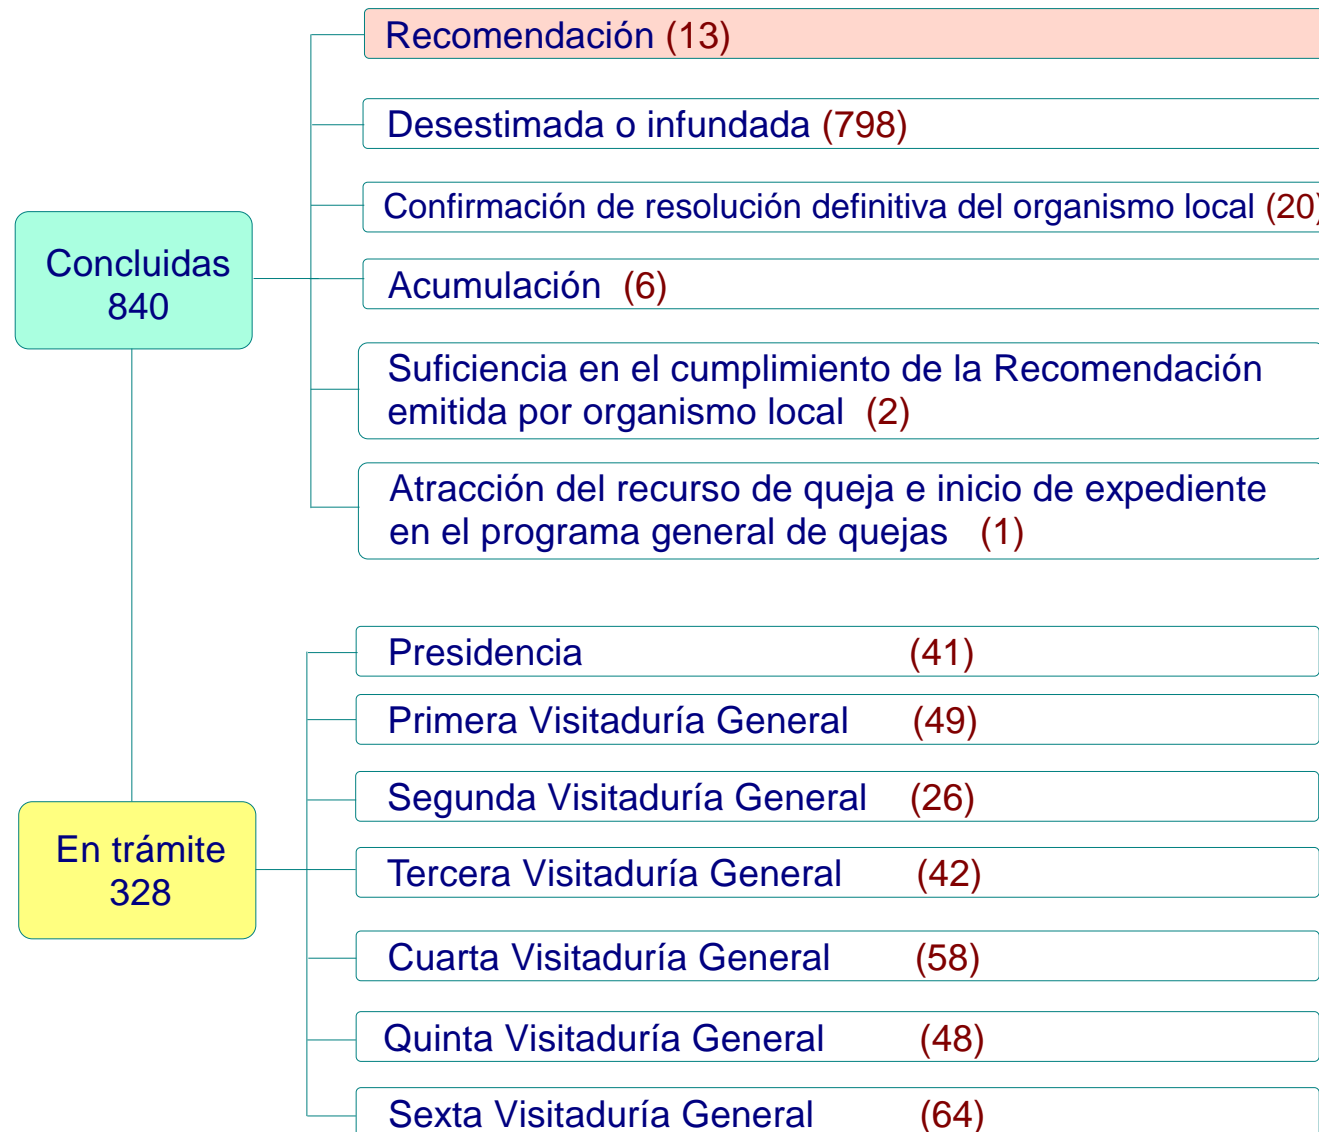 Recomendación (13)
Desestimada o infundada (798)
Confirmación de resolución definitiva del organismo local (20)
Concluidas
840
Acumulación (6)
Suficiencia en el cumplimiento de la Recomendación
emitida por organismo local (2)
Atracción del recurso de queja e inicio de expediente
en el programa general de quejas (1)
Presidencia (41)
Primera Visitaduría General (49)
Segunda Visitaduría General (26)
En trámite
328
Tercera Visitaduría General (42)
Cuarta Visitaduría General (58)
Quinta Visitaduría General (48)
Sexta Visitaduría General (64)